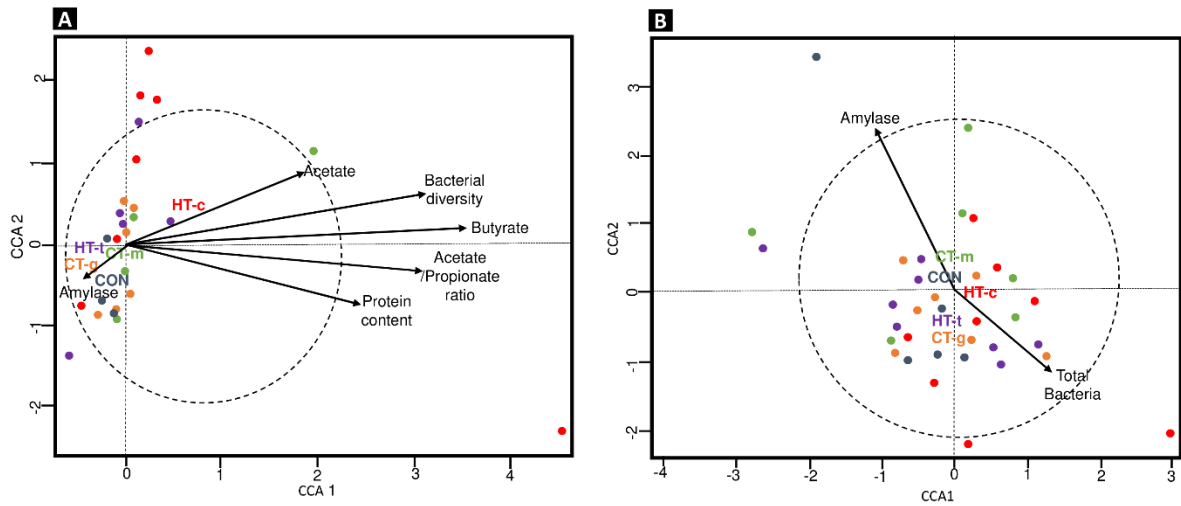 A
CCA 2
2
1
0
-1
-2
Acetate
Bacterial
diversity
HT-c
Butyrate
HT-t
CT-m
CT-g
Acetate
/Propionate
ratio
CON
Amylase
Protein
content
0
1
2
3
4
CCA 1
B
CCA2
3
2
1
0
-1
-2
Amylase
CT-m
CON
HT-c
HT-t
CT-g
Total
Bacteria
-4
-3
-2
-1
0
1
2
3
CCA1